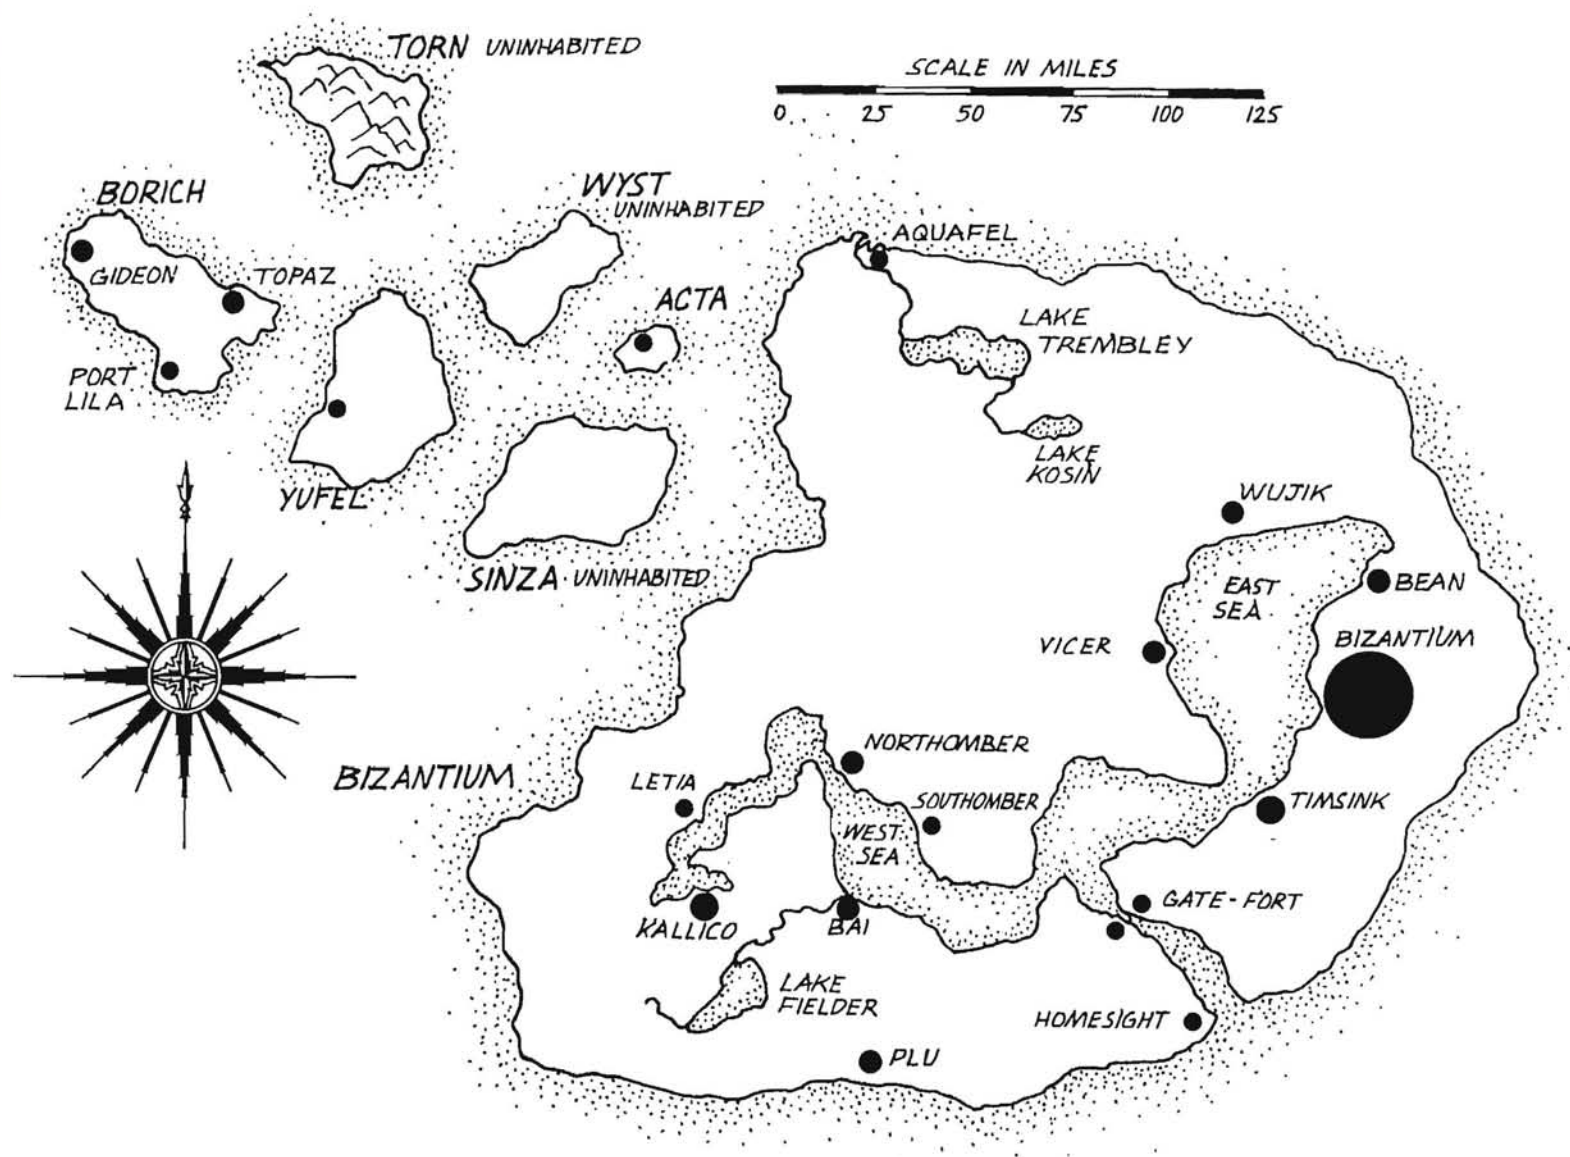 TORN UNINHABITED
SCALE IN MILES
0 25 50 75 100 125
BORICH
WYST
UNINHABITED
AQUAFEL
GIDEON
TOPAZ
ACTA
LAKE
TREMBLEY
PORT
LILA
LAKE
KOSIN
YUFEL
WUJIK
SINZA UNINHABITED
EAST
SEA
BEAN
VICER
BIZANTIUM
NORTHOMBER
BIZANTIUM
LETIA
SOUTHOMBER
TIMSINK
WEST
SEA
GATE-FORT
KALLICO
BAI
LAKE
FIELDER
HOMESIGHT
PLU